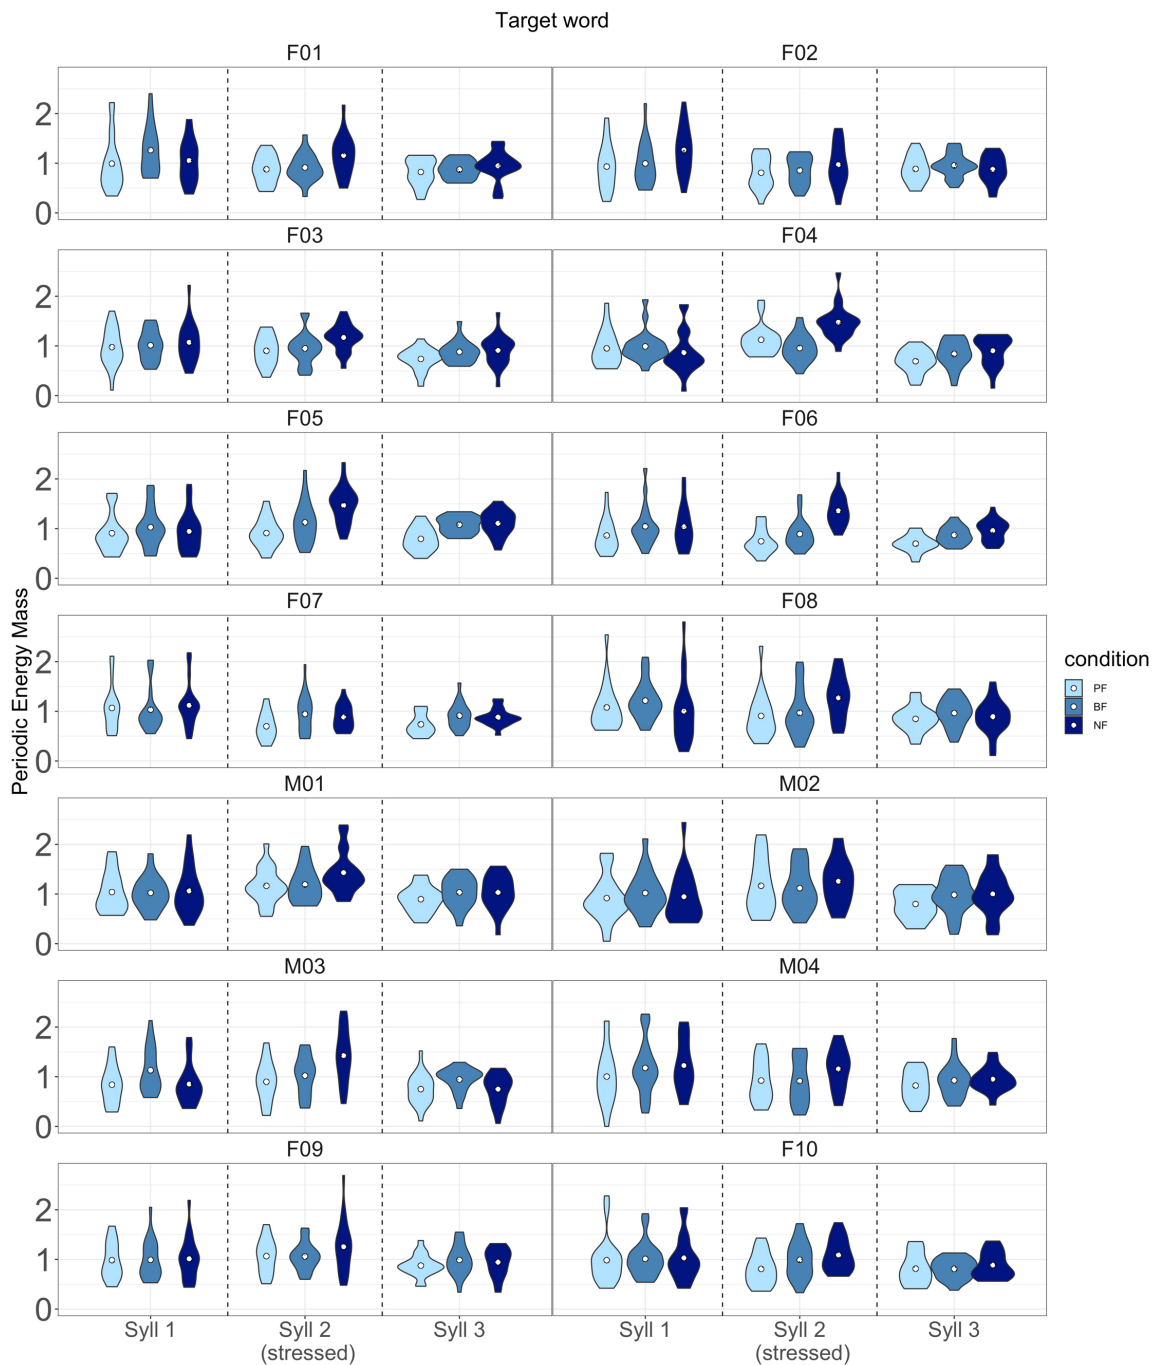 Target word
F01 F02
2
1
0
F03 F04
2
1
0
F05 F06
2
1
0
F07 F08
2
1
0
M01 M02
2
1
0
M03 M04
2
1
0
F09 F10
2
1
0
Syll 1 Syll 2 Syll 3 Syll 1 Syll 2 Syll 3
(stressed) (stressed)
Periodic Energy Mass
condition
PF
BF
NF